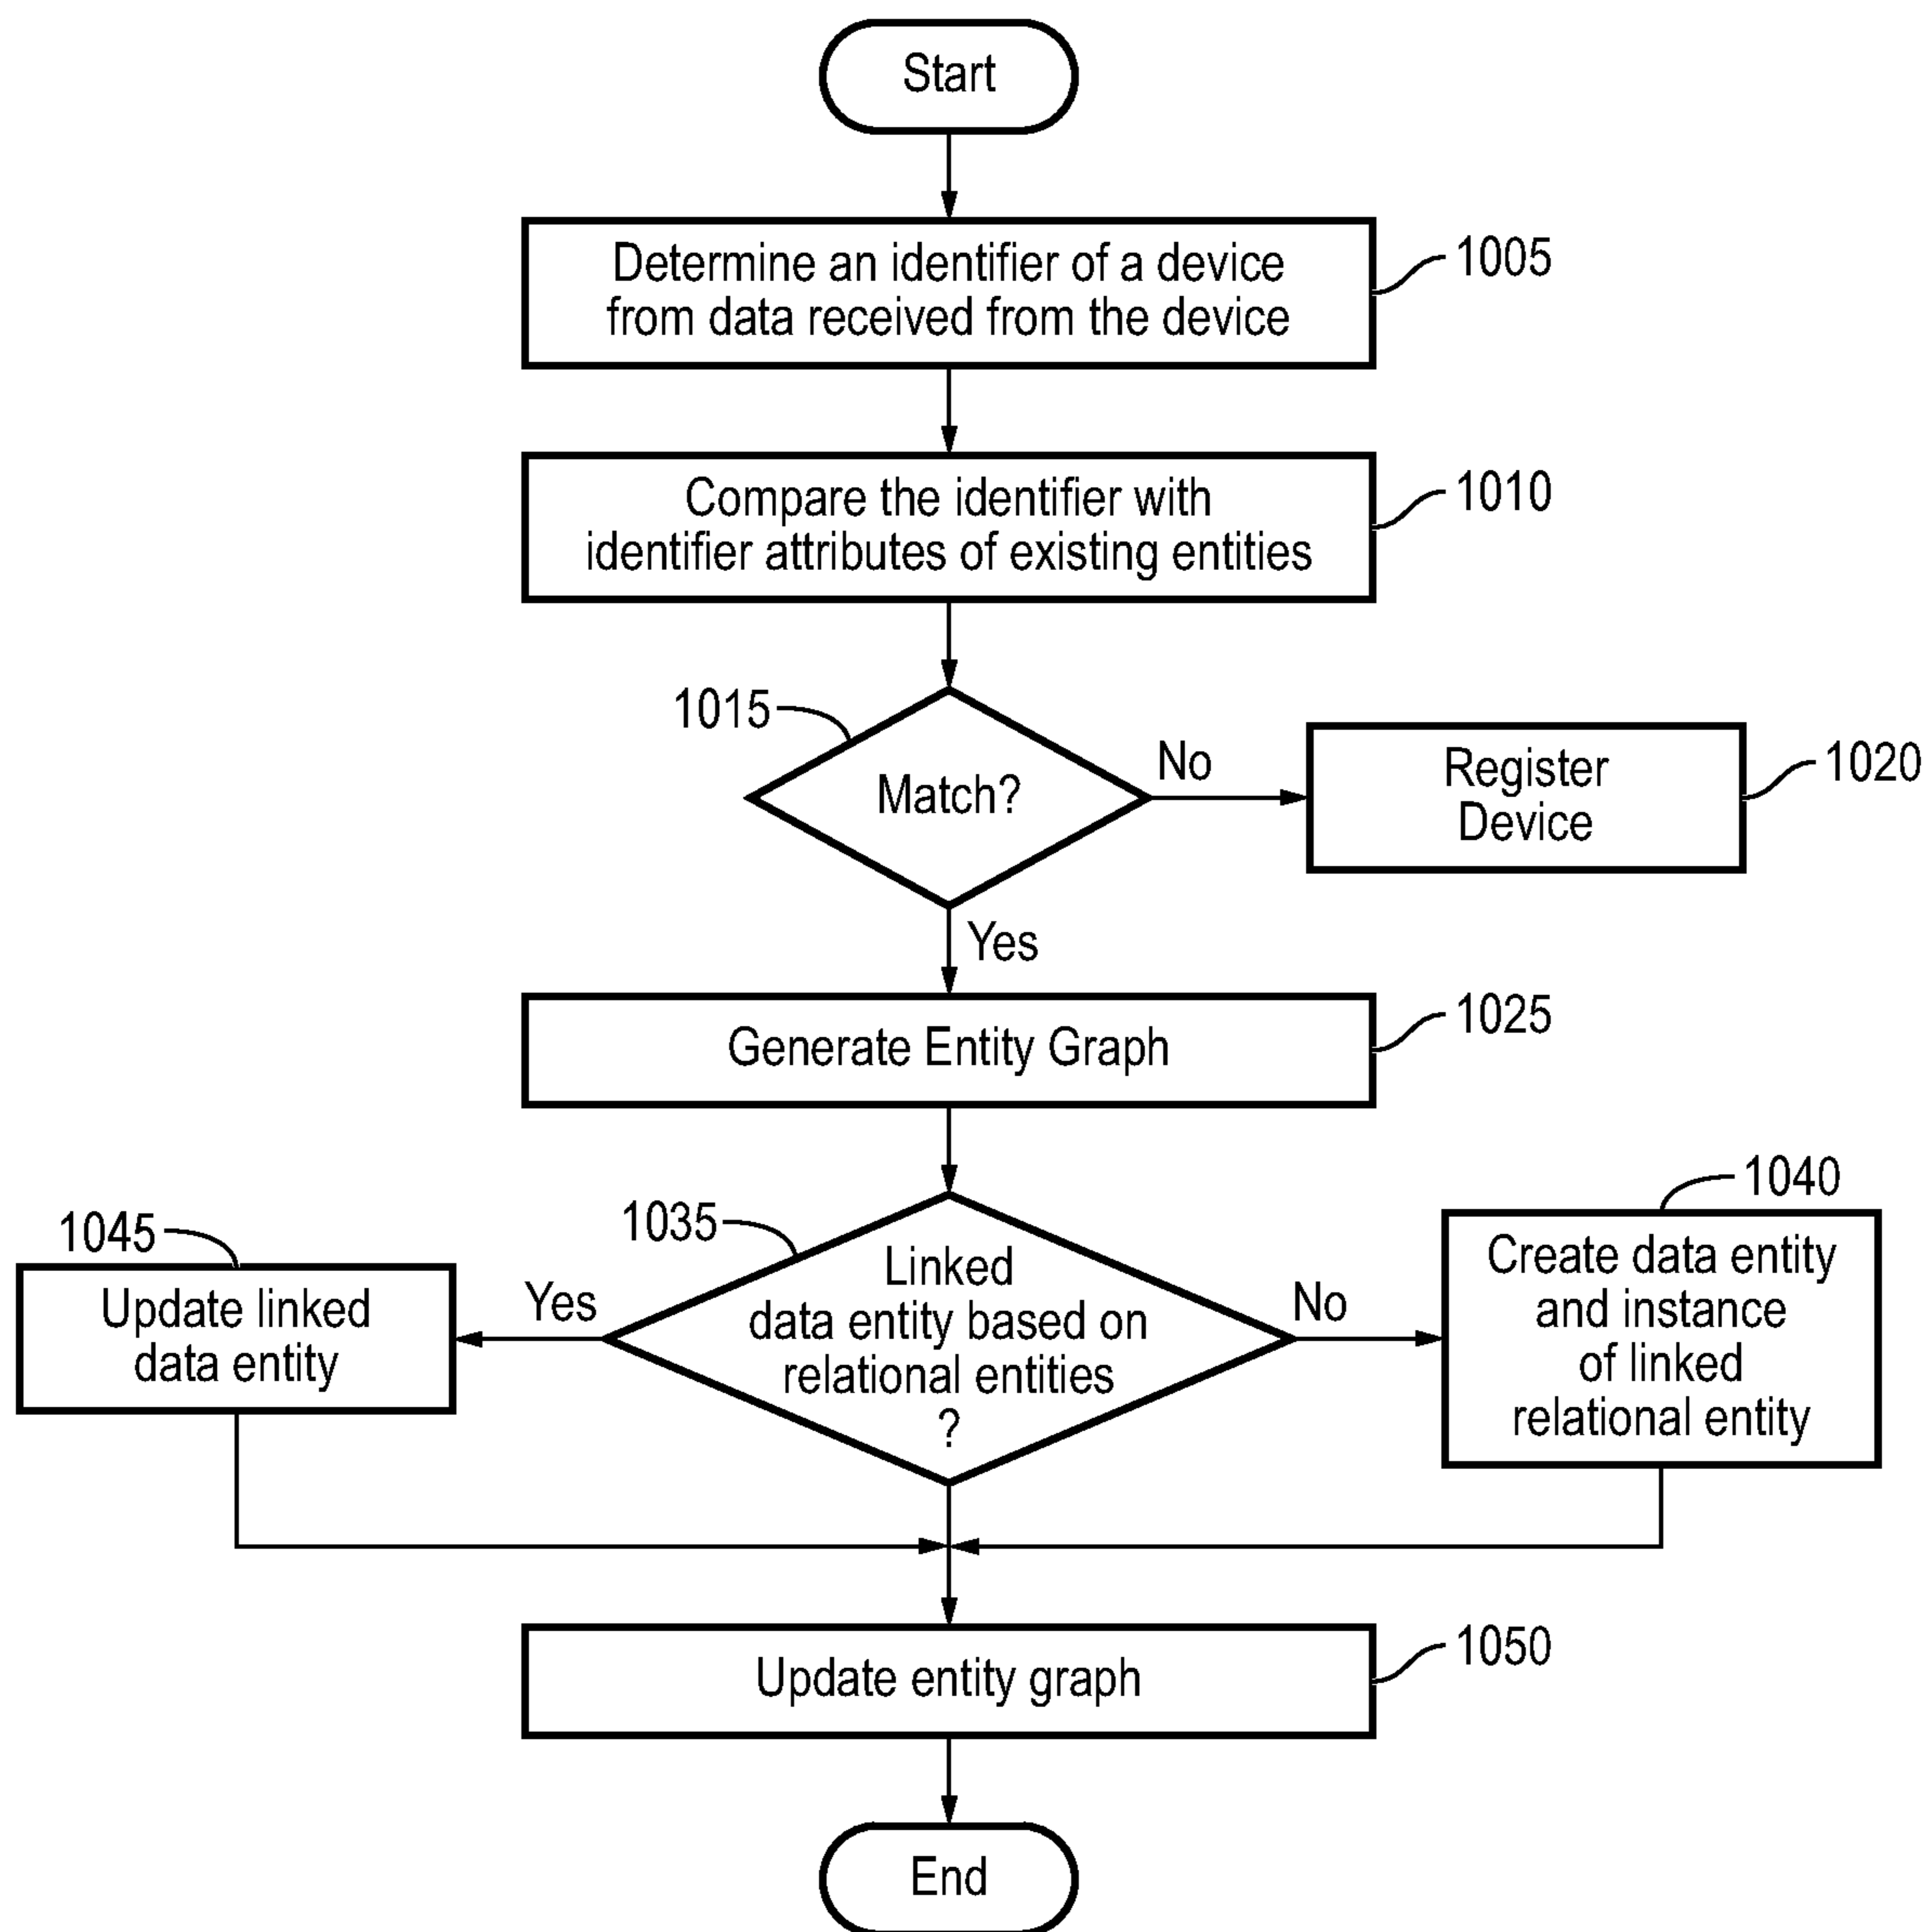 Start
Determine an identifier of a device
from data received from the device
1005
Compare the identifier with
identifier attributes of existing entities
1010
1015
Match?
No
Register
Device
1020
Yes
Generate Entity Graph
1025
1035
Linked
data entity based on
relational entities
?
Yes
1045
Update linked
data entity
No
1040
Create data entity
and instance
of linked
relational entity
Update entity graph
1050
End